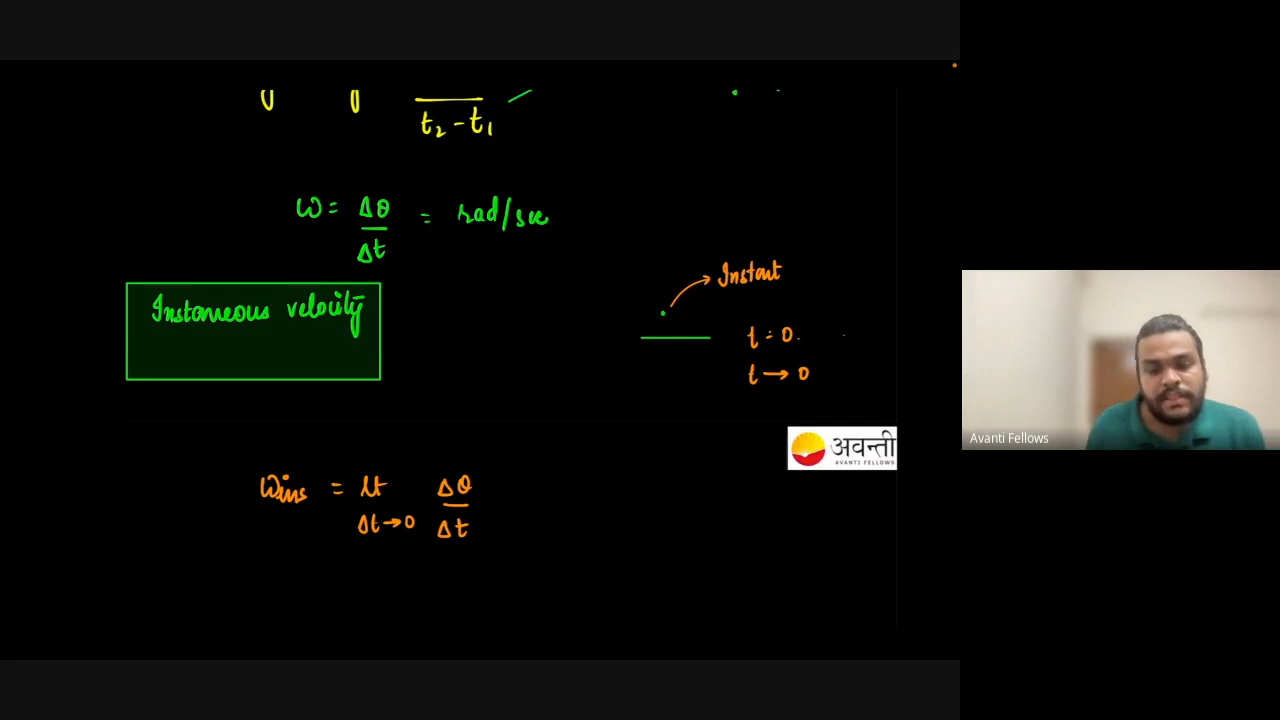 t₂ - t₁
ω = Δθ/Δt = rad/sec
Instaneous velocity
Instant
t = 0.
t → 0
अवन्ती
AVANTI FELLOWS
Avanti Fellows
ωins = lt Δt→0 Δθ/Δt